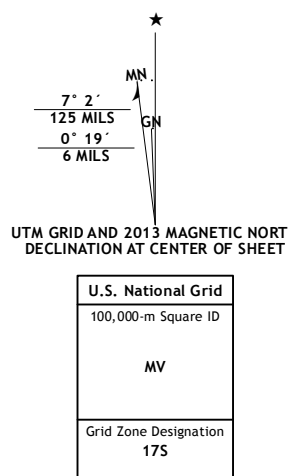 ★
MN
7° 2´
125 MILS
GN
0° 19´
6 MILS
UTM GRID AND 2013 MAGNETIC NORT
DECLINATION AT CENTER OF SHEET
U.S. National Grid
100,000-m Square ID
MV
Grid Zone Designation
17S